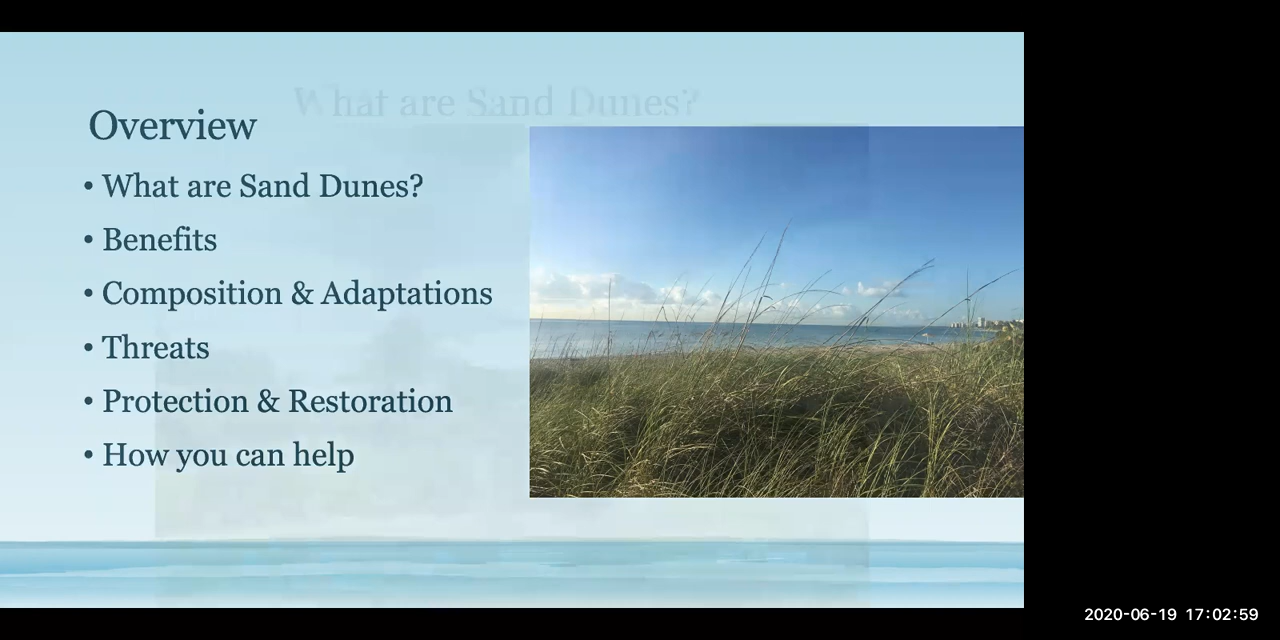 What are Sand Dunes?
Overview
• What are Sand Dunes?
• Benefits
• Composition & Adaptations
• Threats
• Protection & Restoration
• How you can help
2020-06-19 17:02:59